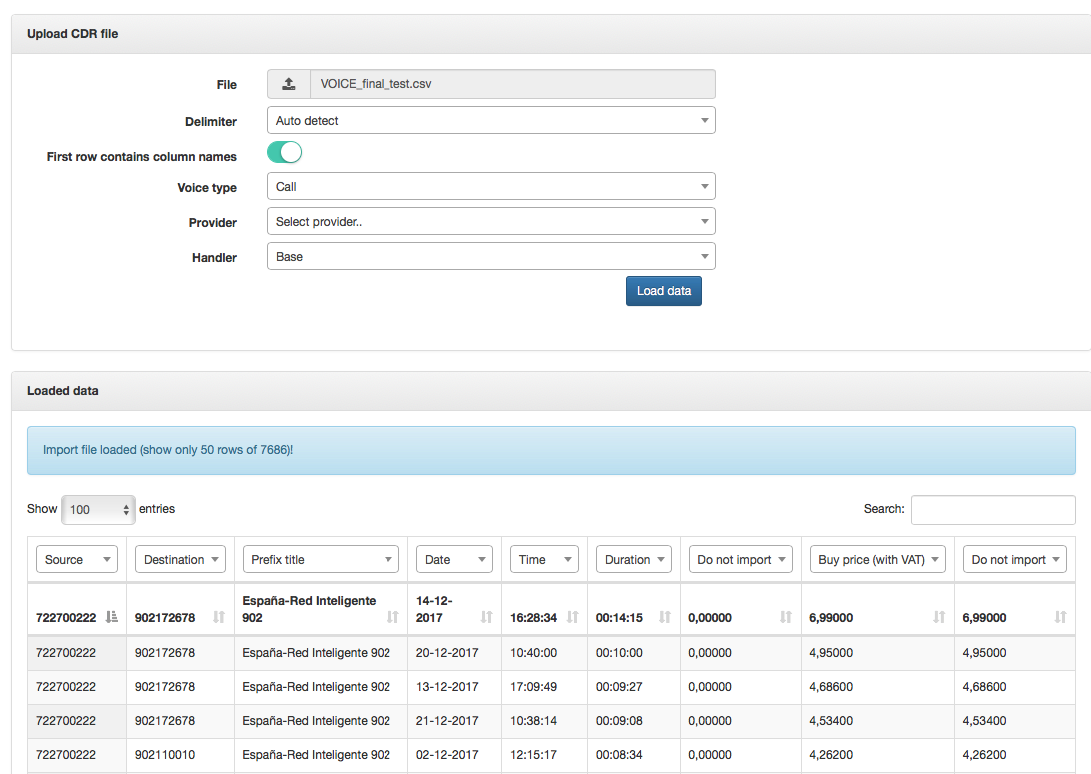 Upload CDR file
File VOICE_final_test.csv
Delimiter Auto detect
First row contains column names
Voice type Call
Provider Select provider..
Handler Base
Load data
Loaded data
Import file loaded (show only 50 rows of 7686)!
Show 100 entries Search:
Source Destination Prefix title Date Time Duration Do not import Buy price (with VAT) Do not import
722700222 902172678 España-Red Inteligente 902 14-12-2017 16:28:34 00:14:15 0,00000 6,99000 6,99000
722700222 902172678 España-Red Inteligente 902 20-12-2017 10:40:00 00:10:00 0,00000 4,95000 4,95000
722700222 902172678 España-Red Inteligente 902 13-12-2017 17:09:49 00:09:27 0,00000 4,68600 4,68600
722700222 902172678 España-Red Inteligente 902 21-12-2017 10:38:14 00:09:08 0,00000 4,53400 4,53400
722700222 902110010 España-Red Inteligente 902 02-12-2017 12:15:17 00:08:34 0,00000 4,26200 4,26200